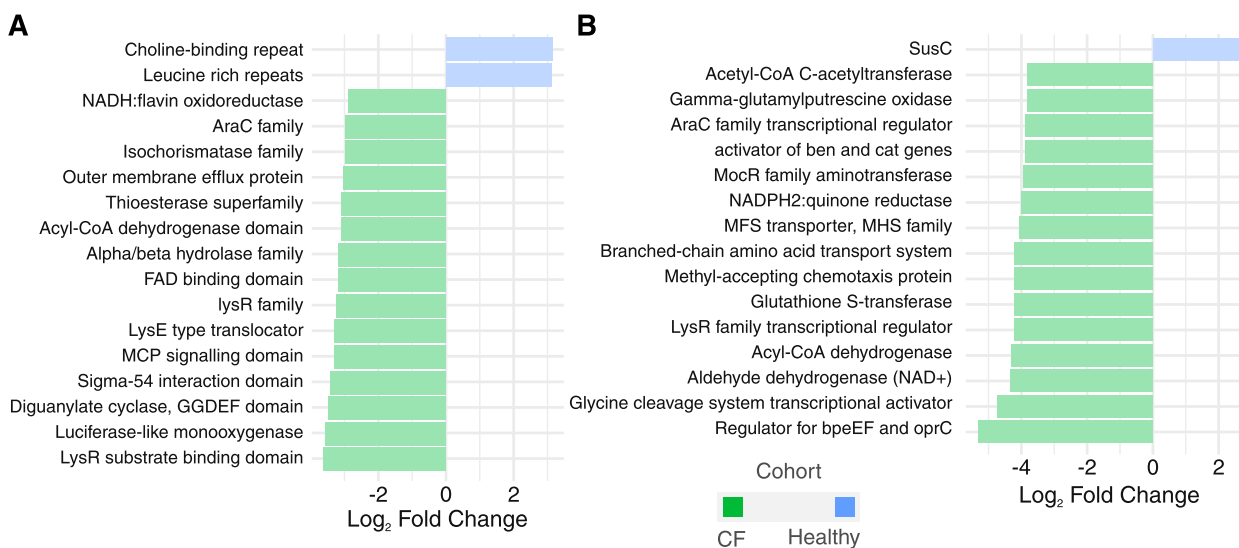 A
Choline-binding repeat
Leucine rich repeats
NADH:flavin oxidoreductase
AraC family
Isochorismatase family
Outer membrane efflux protein
Thioesterase superfamily
Acyl-CoA dehydrogenase domain
Alpha/beta hydrolase family
FAD binding domain
lysR family
LysE type translocator
MCP signalling domain
Sigma-54 interaction domain
Diguanylate cyclase, GGDEF domain
Luciferase-like monooxygenase
LysR substrate binding domain
-2 0 2
Log2 Fold Change
B
SusC
Acetyl-CoA C-acetyltransferase
Gamma-glutamylputrescine oxidase
AraC family transcriptional regulator
activator of ben and cat genes
MocR family aminotransferase
NADPH2:quinone reductase
MFS transporter, MHS family
Branched-chain amino acid transport system
Methyl-accepting chemotaxis protein
Glutathione S-transferase
LysR family transcriptional regulator
Acyl-CoA dehydrogenase
Aldehyde dehydrogenase (NAD+)
Glycine cleavage system transcriptional activator
Regulator for bpeEF and oprC
-4 -2 0 2
Log2 Fold Change
Cohort
CF Healthy